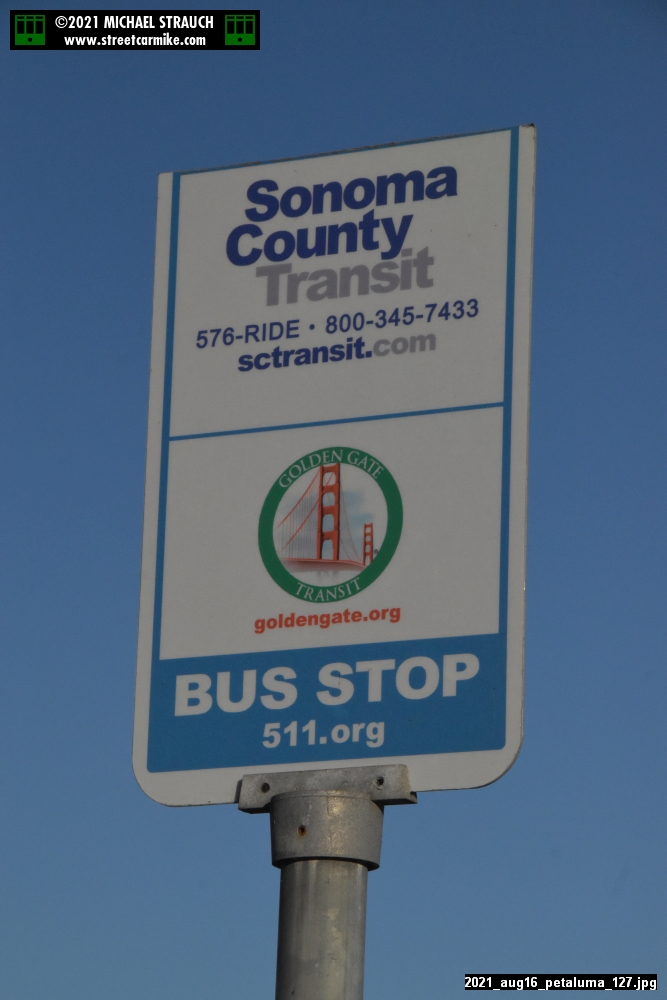 ©2021 MICHAEL STRAUCH
www.streetcarmike.com
Sonoma
County
Transit
576-RIDE • 800-345-7433
sctransit.com
GOLDEN GATE
TRANSIT
goldengate.org
BUS STOP
511.org
2021_aug16_petaluma_127.jpg